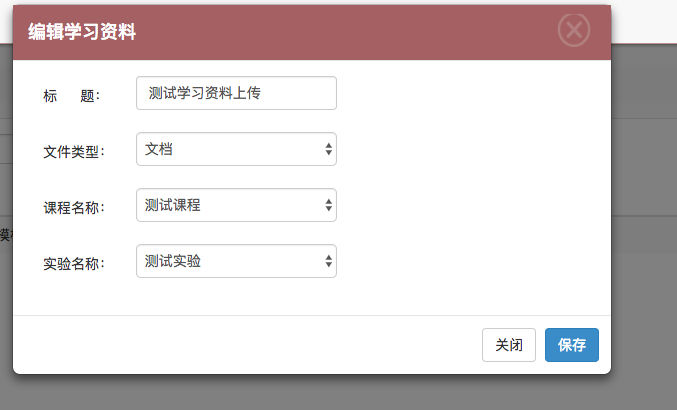 编辑学习资料
标 题: 测试学习资料上传
文件类型: 文档
课程名称: 测试课程
实验名称: 测试实验
关闭 保存